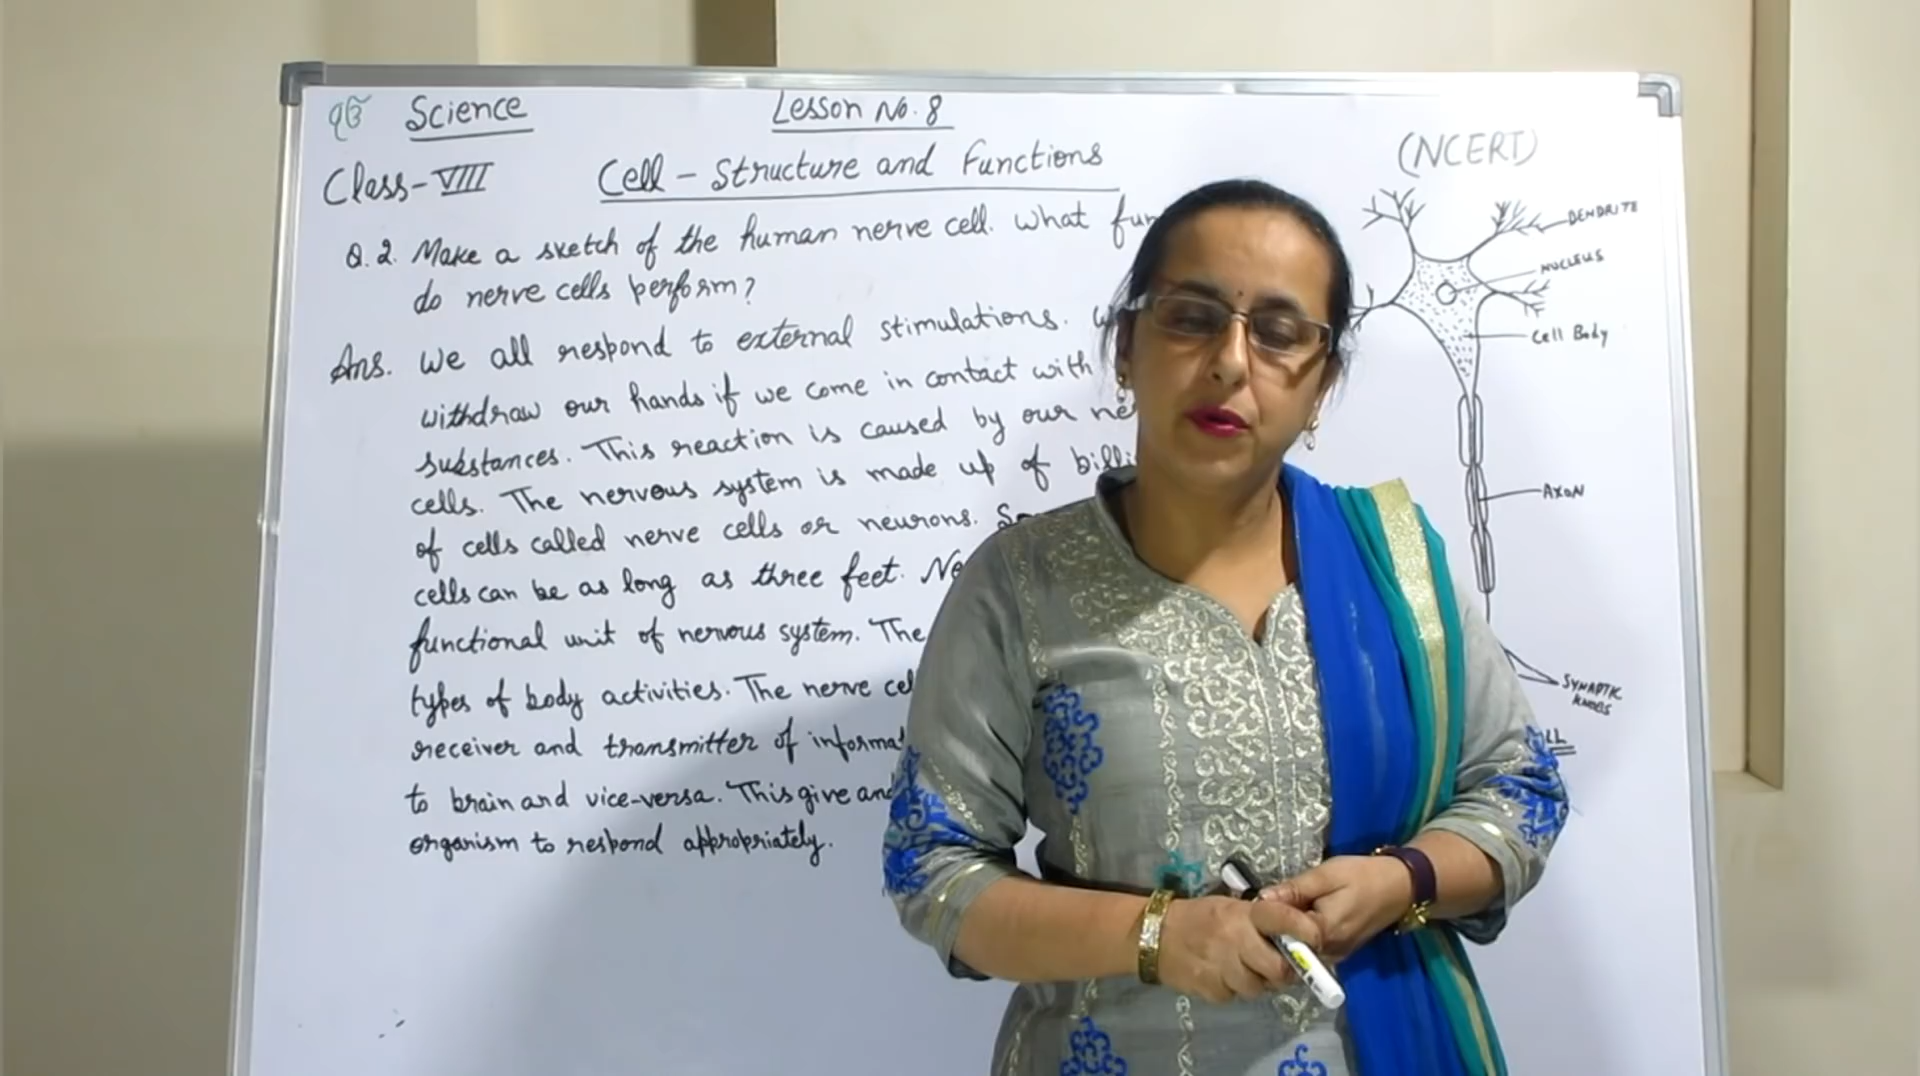 ੴ Science
Lesson No. 8
(NCERT)
Class-VIII
Cell - Structure and Functions
Q.2. Make a sketch of the human nerve cell. What
do nerve cells perform?
Ans. We all respond to external stimulations.
withdraw our hands if we come in contact with
substances. This reaction is caused by our
cells. The nervous system is made up of
of cells called nerve cells or neurons.
cells can be as long as three feet.
functional unit of nervous system. The
types of body activities. The nerve
receiver and transmitter of
to brain and vice-versa. This give and
organism to respond appropriately.
DENDRITE
NUCLEUS
Cell Body
AXON
SYNAPTIC
KNOBS